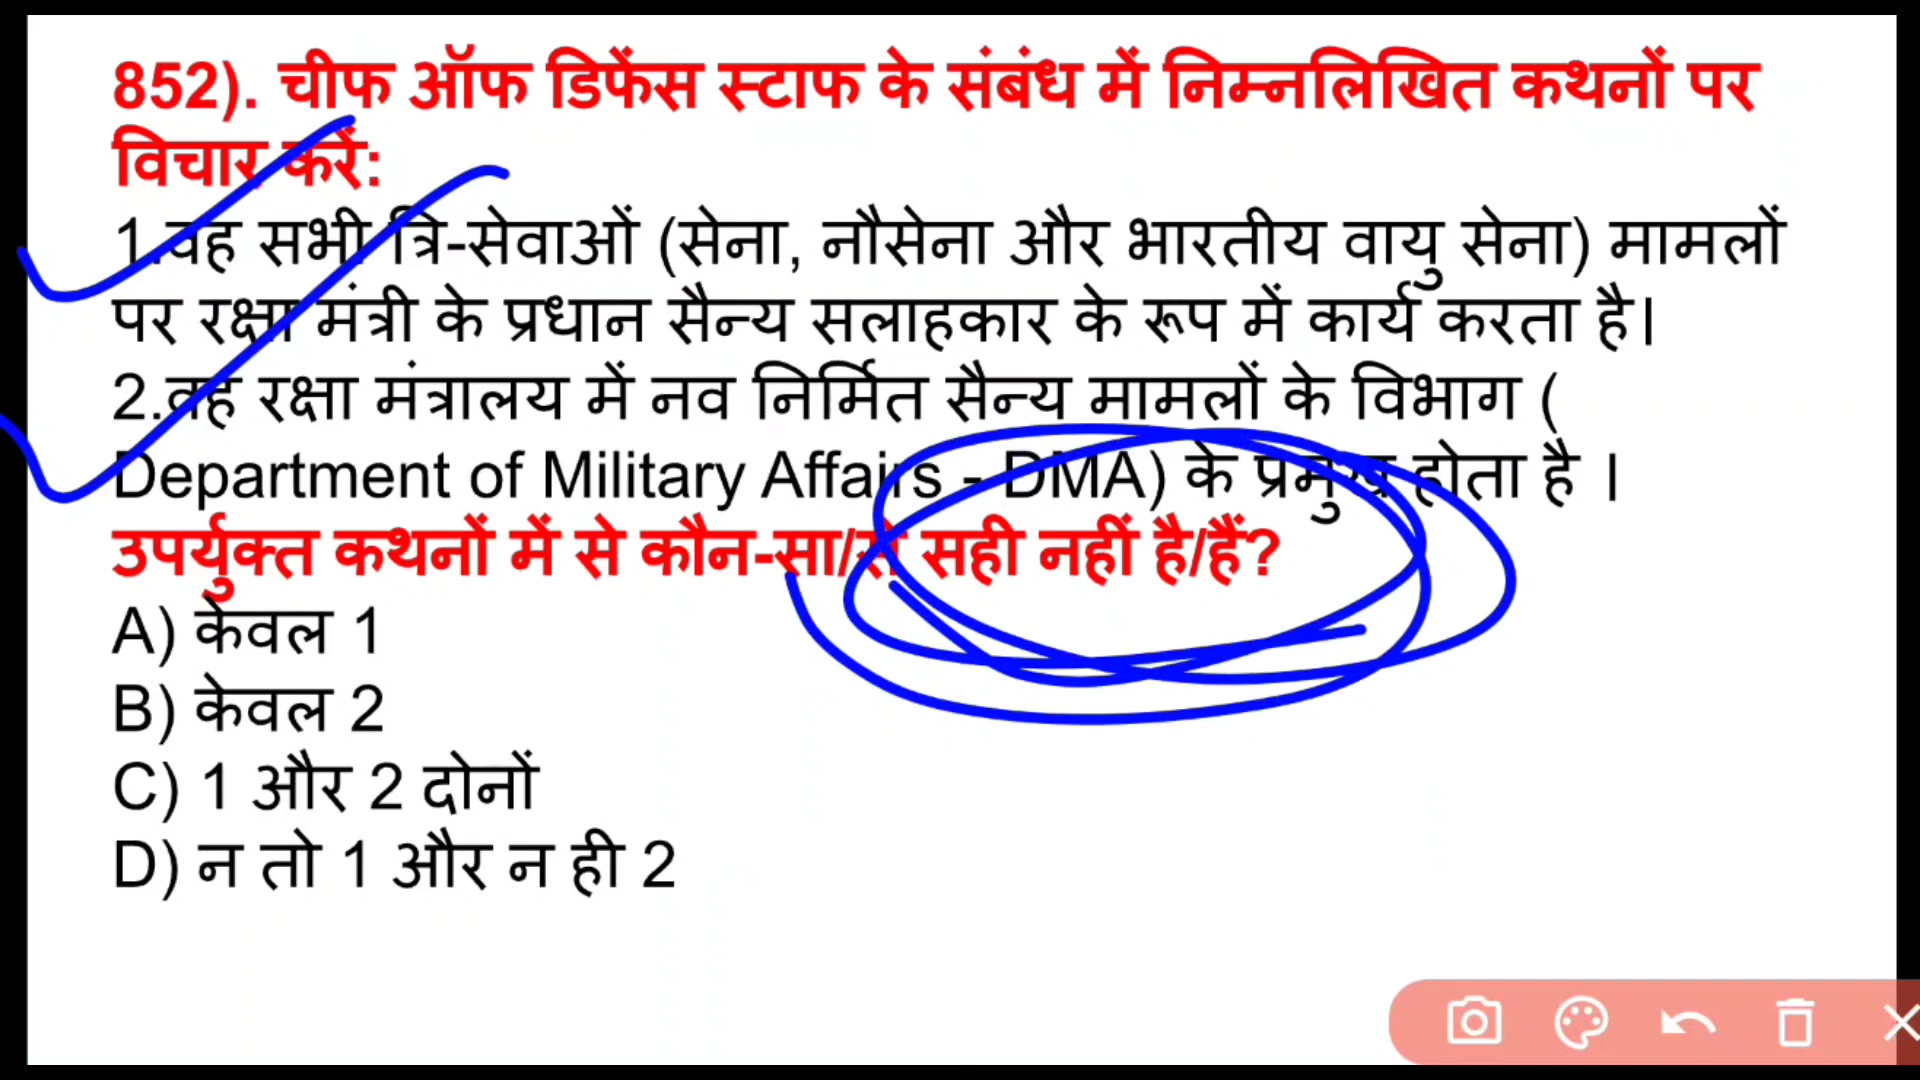 852). चीफ ऑफ डिफेंस स्टाफ के संबंध में निम्नलिखित कथनों पर
विचार करें:
1.वह सभी त्रि-सेवाओं (सेना, नौसेना और भारतीय वायु सेना) मामलों
पर रक्षा मंत्री के प्रधान सैन्य सलाहकार के रूप में कार्य करता है।
2.वह रक्षा मंत्रालय में नव निर्मित सैन्य मामलों के विभाग (
Department of Military Affairs - DMA) के प्रमुख होता है ।
उपर्युक्त कथनों में से कौन-सा/से सही नहीं है/हैं?
A) केवल 1
B) केवल 2
C) 1 और 2 दोनों
D) न तो 1 और न ही 2